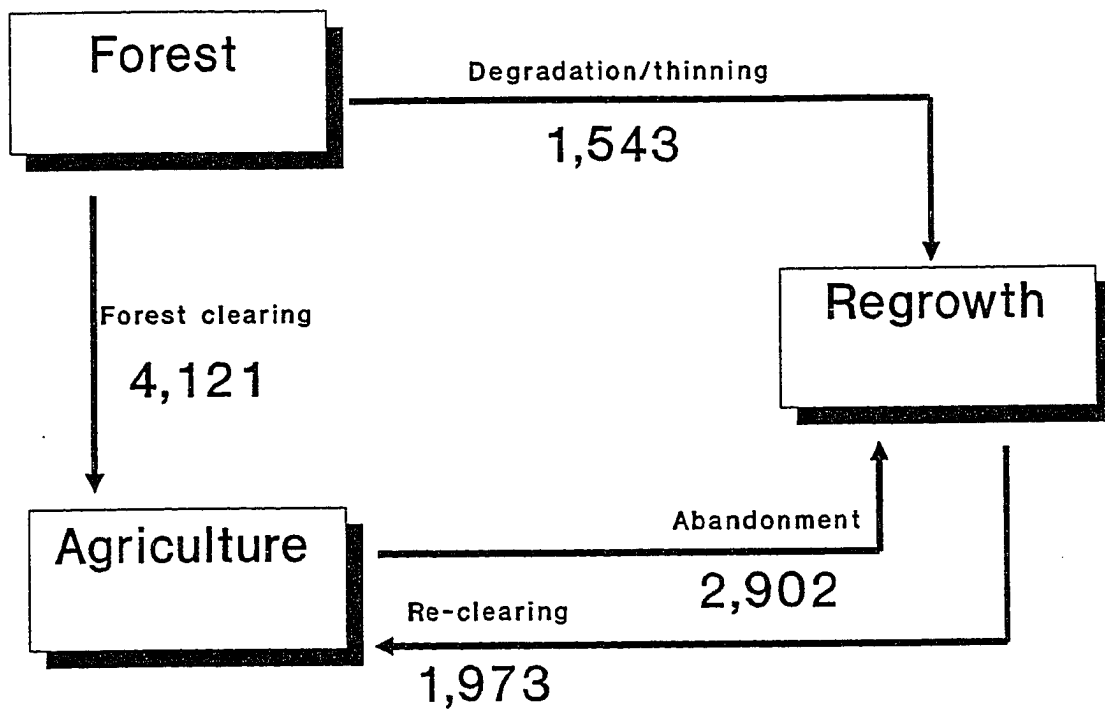 Forest
Degradation/thinning
1,543
Regrowth
Forest clearing
4,121
Agriculture
Abandonment
2,902
Re-clearing
1,973